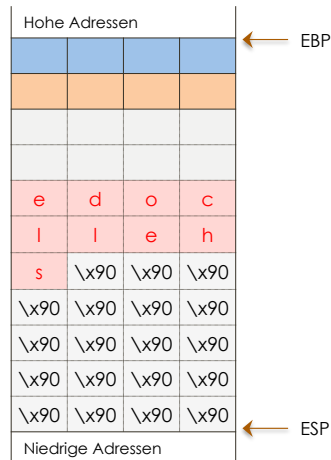 Hohe Adressen
EBP
e d o c
l l e h
s \x90 \x90 \x90
\x90 \x90 \x90 \x90
\x90 \x90 \x90 \x90
\x90 \x90 \x90 \x90
\x90 \x90 \x90 \x90
ESP
Niedrige Adressen